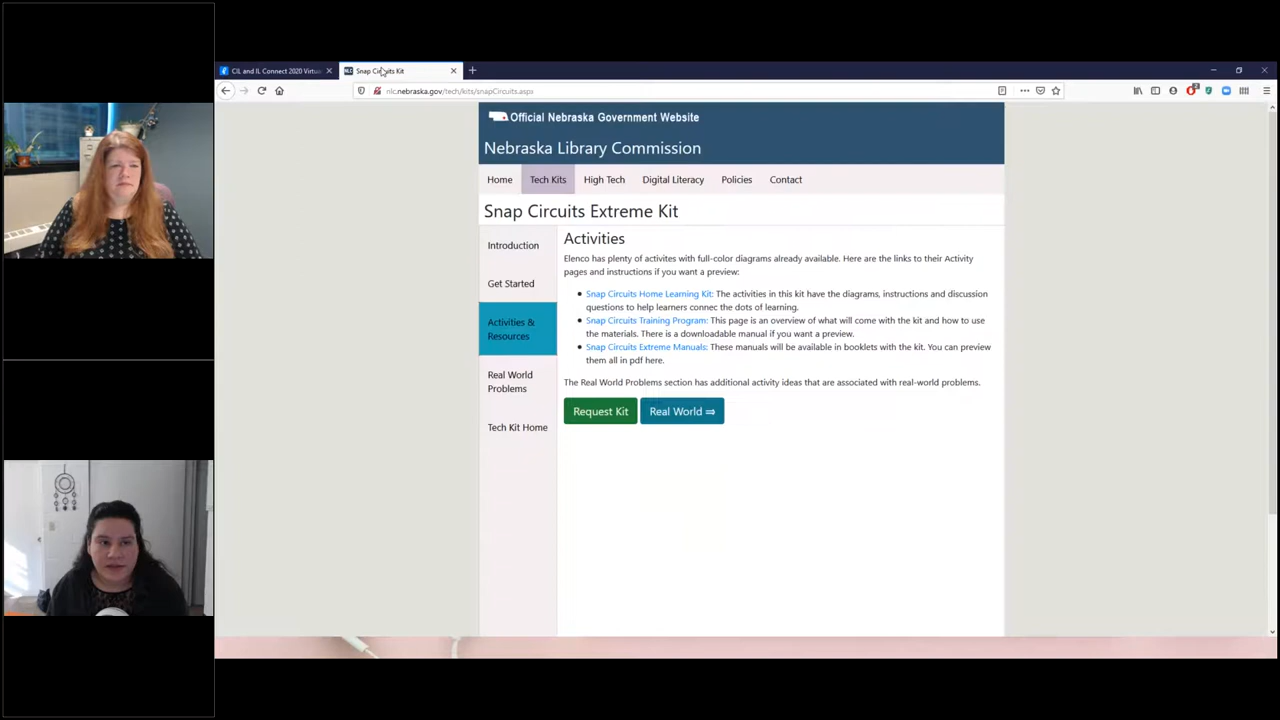 CIL and IL Connect 2020 Virtua
Snap Circuits Kit
nlc.nebraska.gov/tech/kits/snapCircuits.aspx
Official Nebraska Government Website
Nebraska Library Commission
Home Tech Kits High Tech Digital Literacy Policies Contact
Snap Circuits Extreme Kit
Introduction
Get Started
Activities &
Resources
Real World
Problems
Tech Kit Home
Activities
Elenco has plenty of activites with full-color diagrams already available. Here are the links to their Activity
pages and instructions if you want a preview:
• Snap Circuits Home Learning Kit: The activities in this kit have the diagrams, instructions and discussion
questions to help learners connec the dots of learning.
• Snap Circuits Training Program: This page is an overview of what will come with the kit and how to use
the materials. There is a downloadable manual if you want a preview.
• Snap Circuits Extreme Manuals: These manuals will be available in booklets with the kit. You can preview
them all in pdf here.
The Real World Problems section has additional activity ideas that are associated with real-world problems.
Request Kit Real World ⇒